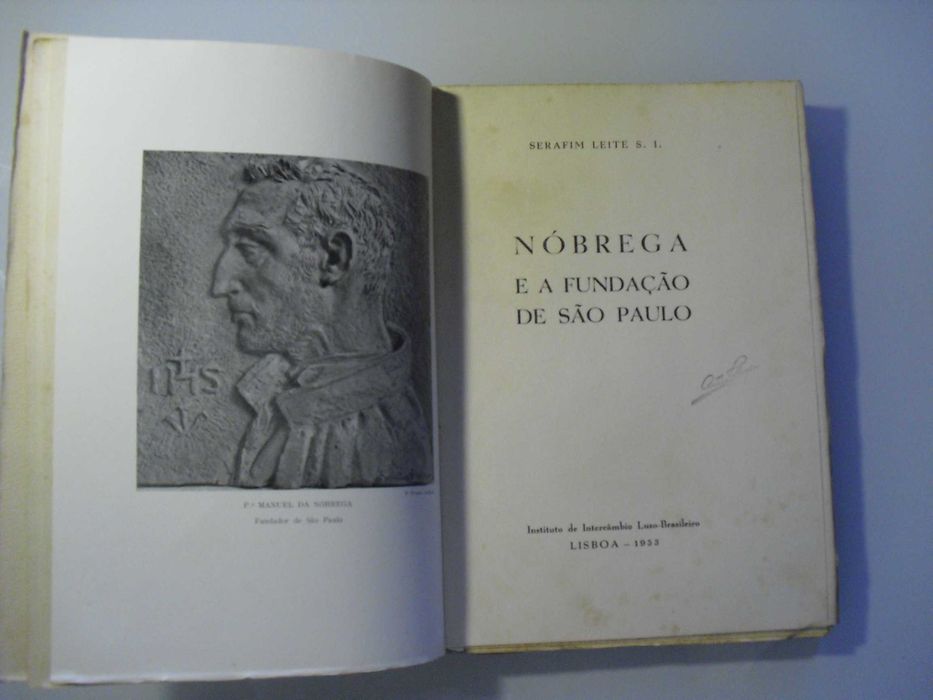 IHS
Pᵉ MANUEL DA NÓBREGA
Fundador de São Paulo
SERAFIM LEITE S. I.
NÓBREGA
E A FUNDAÇÃO
DE SÃO PAULO
Instituto de Intercâmbio Luso-Brasileiro
LISBOA – 1953